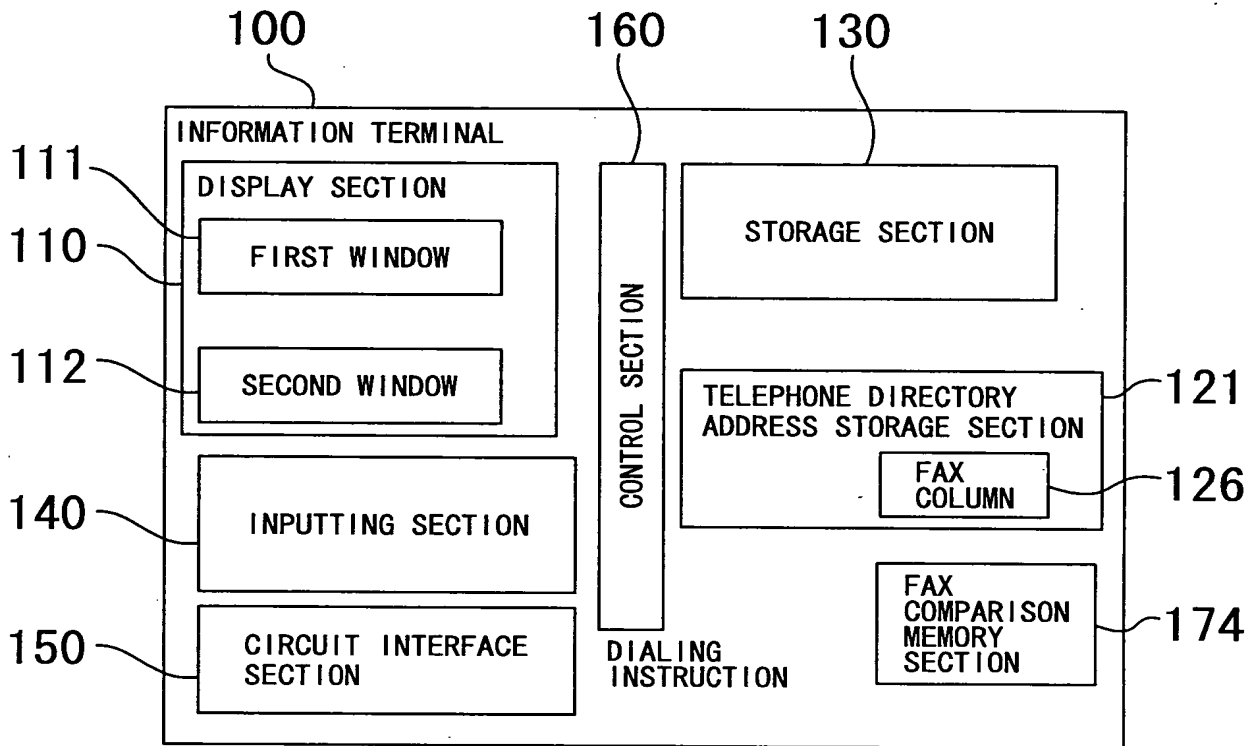 100
160
130
INFORMATION TERMINAL
111
DISPLAY SECTION
110
FIRST WINDOW
STORAGE SECTION
CONTROL SECTION
112
SECOND WINDOW
TELEPHONE DIRECTORY
ADDRESS STORAGE SECTION
121
FAX
COLUMN
126
140
INPUTTING SECTION
FAX
COMPARISON
MEMORY
SECTION
174
150
CIRCUIT INTERFACE
SECTION
DIALING
INSTRUCTION